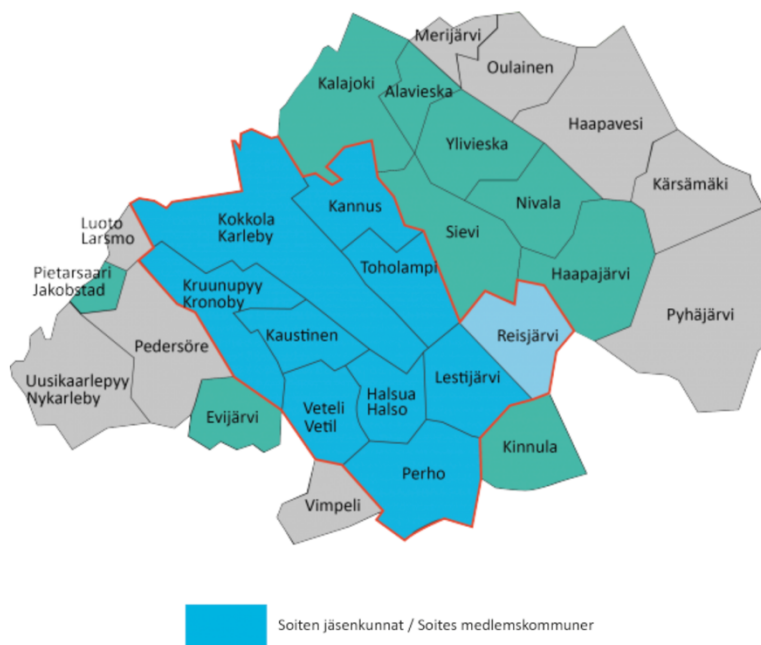 Merijärvi
Oulainen
Kalajoki
Alavieska
Haapavesi
Ylivieska
Kärsämäki
Kannus
Nivala
Kokkola
Karleby
Luoto
Larsmo
Sievi
Toholampi
Haapajärvi
Pietarsaari
Jakobstad
Kruunupyy
Kronoby
Pyhäjärvi
Kaustinen
Reisjärvi
Pedersöre
Lestijärvi
Uusikaarlepyy
Nykarleby
Halsua
Halso
Evijärvi
Veteli
Vetil
Kinnula
Perho
Vimpeli
Soiten jäsenkunnat / Soites medlemskommuner